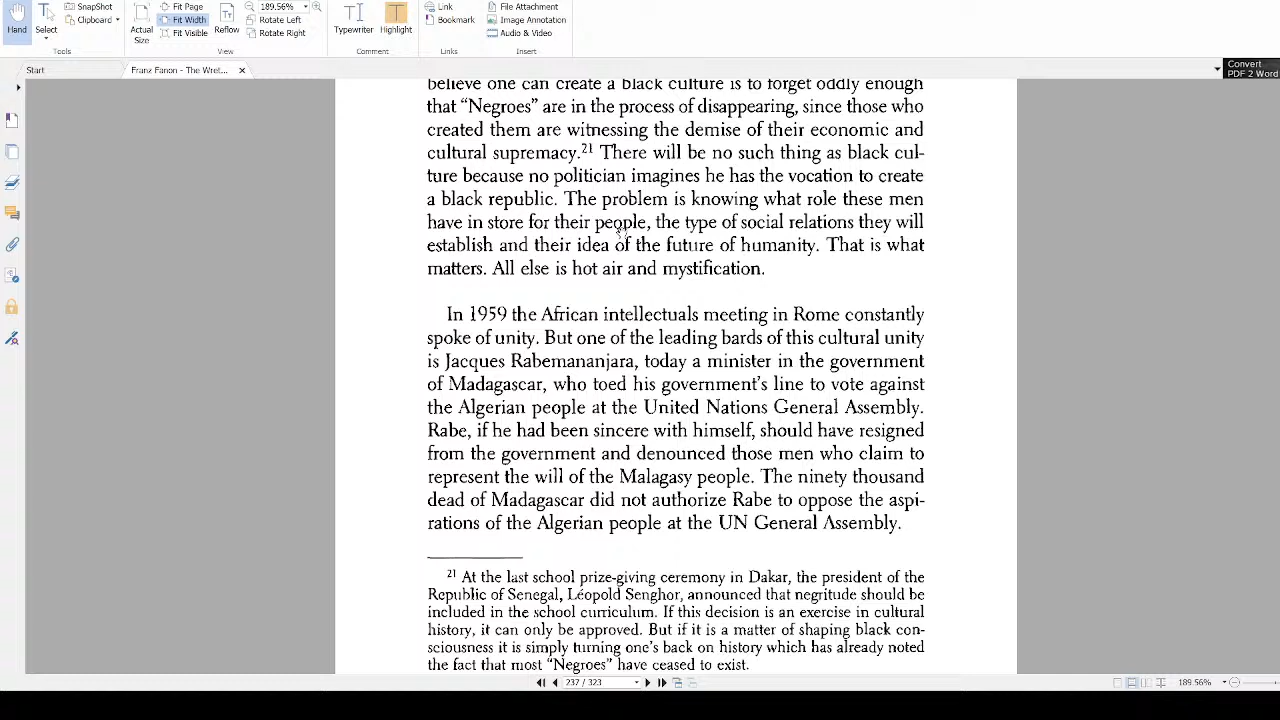 SnapShot
Fit Page
189.56%
Rotate Left
Link
File Attachment
Hand
Select
Clipboard
Actual Size
Fit Width
Fit Visible
Reflow
Rotate Right
Typewriter
Highlight
Bookmark
Image Annotation
Audio & Video
Tools
View
Comment
Links
Insert
Start
Franz Fanon - The Wret...
Convert
PDF 2 Word
believe one can create a black culture is to forget oddly enough
that “Negroes” are in the process of disappearing, since those who
created them are witnessing the demise of their economic and
cultural supremacy.²¹ There will be no such thing as black cul-
ture because no politician imagines he has the vocation to create
a black republic. The problem is knowing what role these men
have in store for their people, the type of social relations they will
establish and their idea of the future of humanity. That is what
matters. All else is hot air and mystification.
In 1959 the African intellectuals meeting in Rome constantly
spoke of unity. But one of the leading bards of this cultural unity
is Jacques Rabemananjara, today a minister in the government
of Madagascar, who toed his government’s line to vote against
the Algerian people at the United Nations General Assembly.
Rabe, if he had been sincere with himself, should have resigned
from the government and denounced those men who claim to
represent the will of the Malagasy people. The ninety thousand
dead of Madagascar did not authorize Rabe to oppose the aspi-
rations of the Algerian people at the UN General Assembly.
²¹ At the last school prize-giving ceremony in Dakar, the president of the
Republic of Senegal, Léopold Senghor, announced that negritude should be
included in the school curriculum. If this decision is an exercise in cultural
history, it can only be approved. But if it is a matter of shaping black con-
sciousness it is simply turning one’s back on history which has already noted
the fact that most “Negroes” have ceased to exist.
237 / 323
189.56%